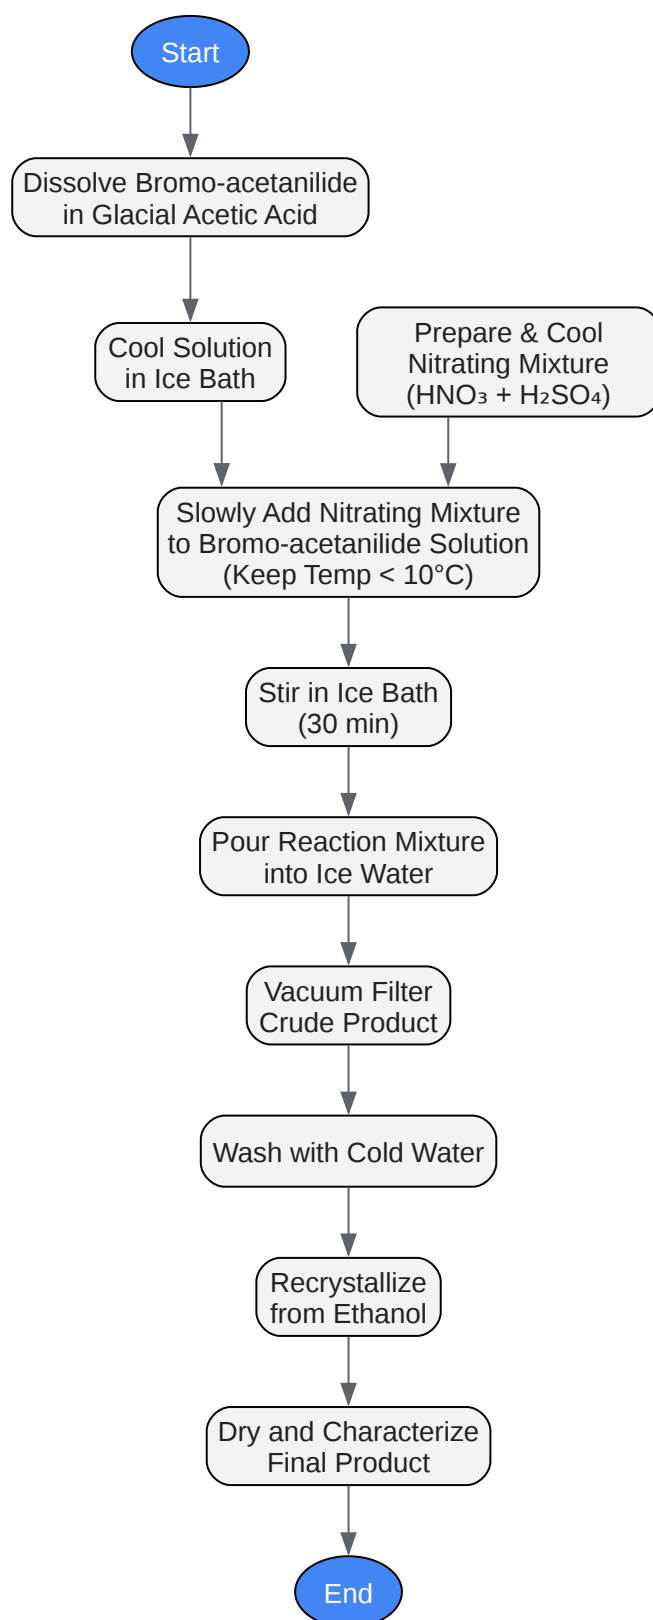 Start
Dissolve Bromo-acetanilide
in Glacial Acetic Acid
Cool Solution
in Ice Bath
Prepare & Cool
Nitrating Mixture
(HNO₃ + H₂SO₄)
Slowly Add Nitrating Mixture
to Bromo-acetanilide Solution
(Keep Temp < 10°C)
Stir in Ice Bath
(30 min)
Pour Reaction Mixture
into Ice Water
Vacuum Filter
Crude Product
Wash with Cold Water
Recrystallize
from Ethanol
Dry and Characterize
Final Product
End